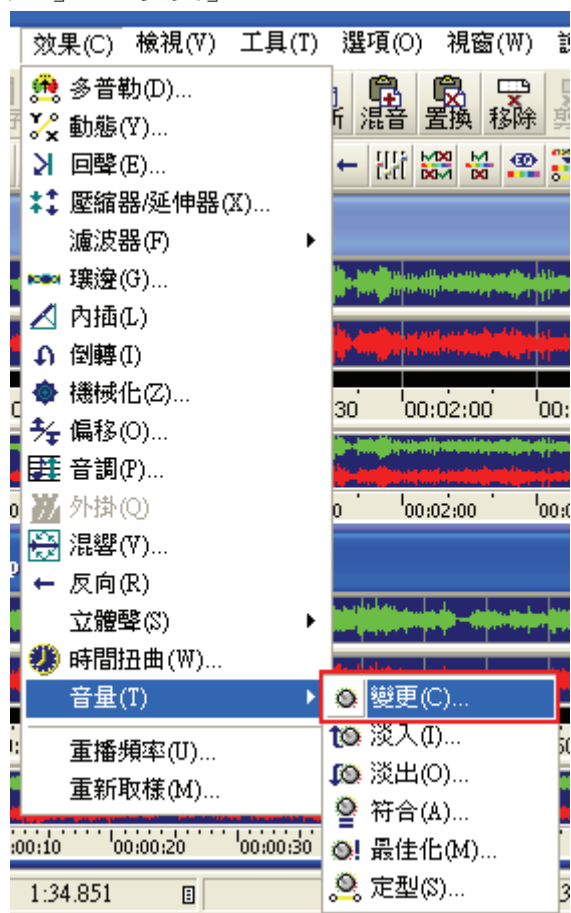 效果(C) 檢視(V) 工具(T) 選項(O) 視窗(W)
多普勒(D)...
動態(Y)...
混音 置換 移除
回聲(E)...
壓縮器/延伸器(X)...
濾波器(F)
瓖邊(G)...
內插(L)
倒轉(I)
機械化(Z)...
30 00:02:00 00:
偏移(O)...
音調(P)...
外掛(Q)
00:02:00
混響(V)...
反向(R)
立體聲(S)
時間扭曲(W)...
音量(T)
變更(C)...
淡入(I)...
淡出(O)...
符合(A)...
最佳化(M)...
定型(S)...
重播頻率(U)...
重新取樣(M)...
:00:10 00:00:20 00:00:30
1:34.851